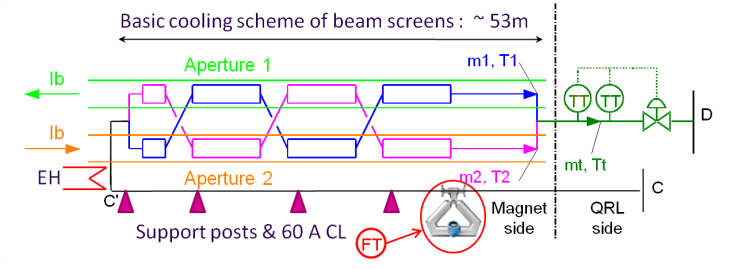 Basic cooling scheme of beam screens : ~ 53m
Ib
Aperture 1
m1, T1
TT
TT
D
Ib
mt, Tt
EH
Aperture 2
m2, T2
C'
C
Support posts & 60 A CL
FT
Magnet
side
QRL
side